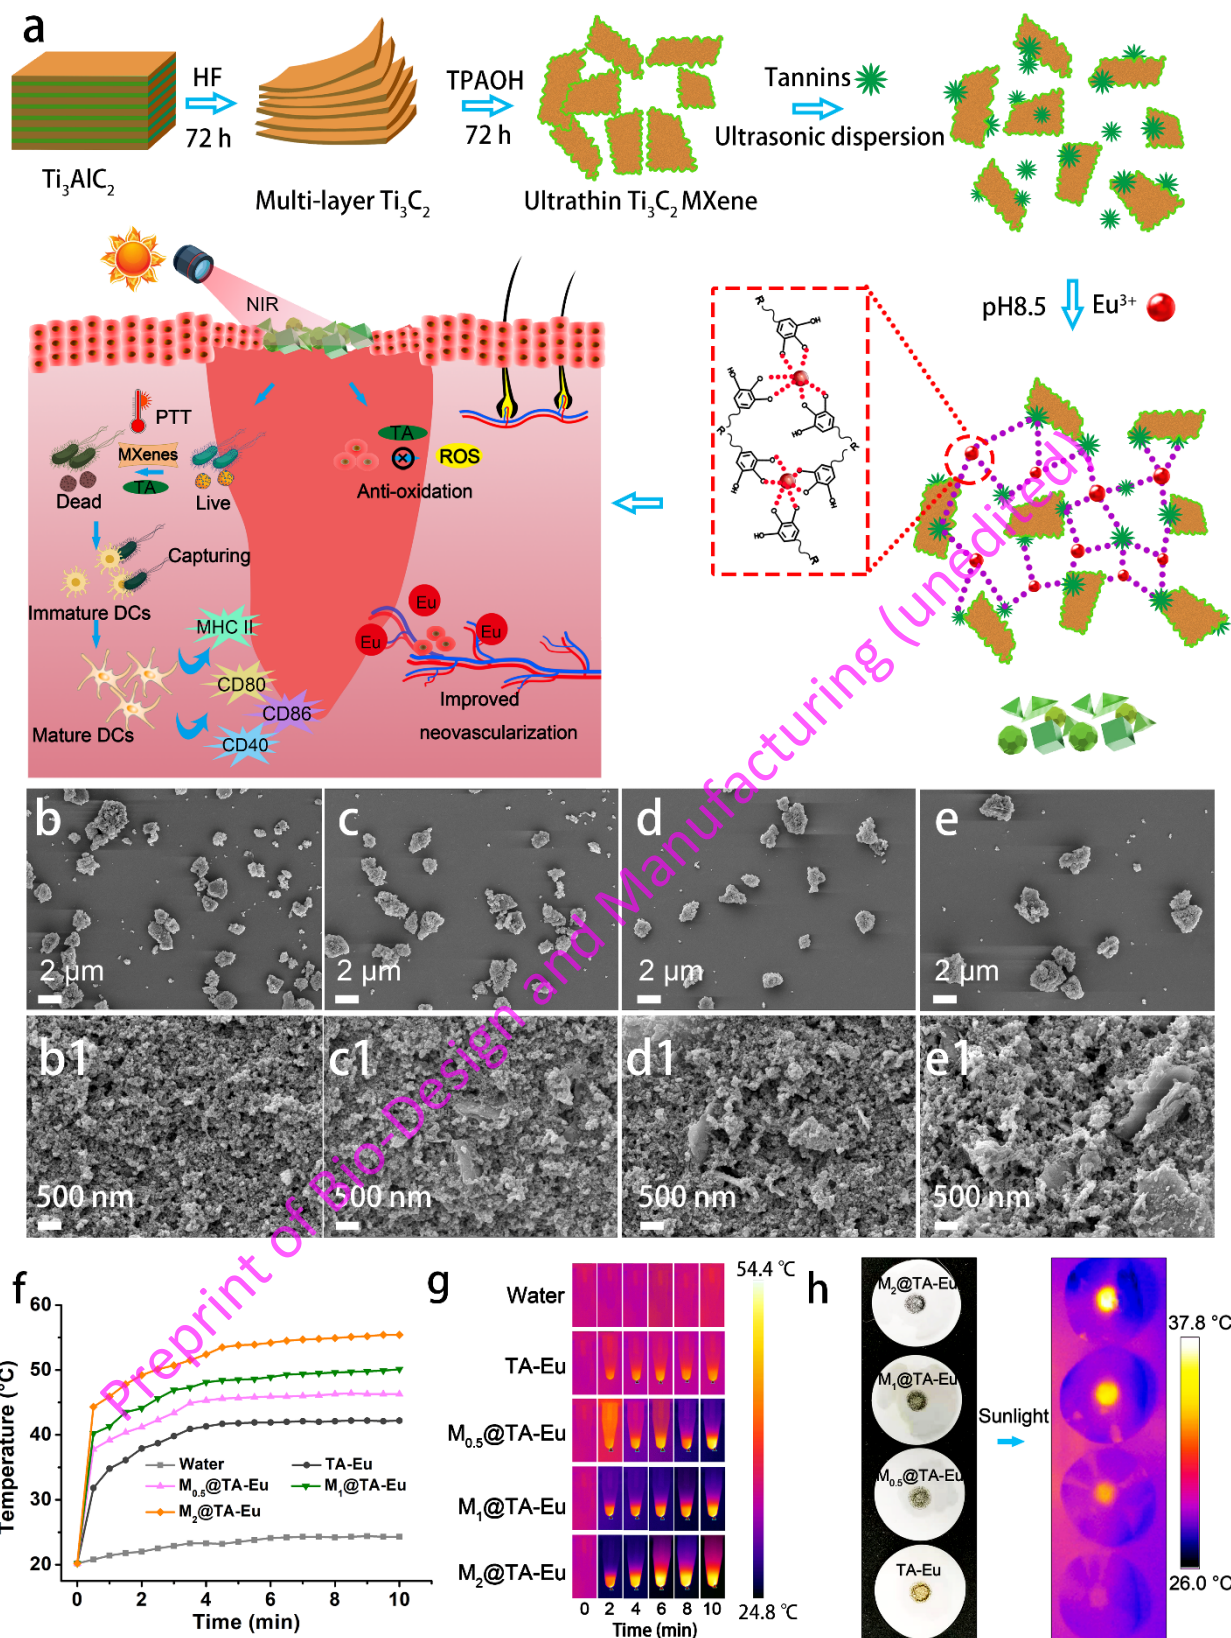 a
HF
72 h
TPAOH
72 h
Tannins
Ultrasonic dispersion
Ti₃AlC₂
Multi-layer Ti₃C₂
Ultrathin Ti₃C₂ MXene
pH8.5
Eu³⁺
NIR
PTT
MXenes
TA
Dead
Live
TA
ROS
Anti-oxidation
Capturing
Immature DCs
MHC II
CD80
CD86
CD40
Mature DCs
Eu
Eu
Eu
Improved
neovascularization
R
OH
HO
HO
R
R
HO
OH
OH
HO
R
b
2 μm
c
2 μm
d
2 μm
e
2 μm
b1
500 nm
c1
500 nm
d1
500 nm
e1
500 nm
f
Temperature (°C)
60
50
40
30
20
0
2
4
6
8
10
Time (min)
Water
TA-Eu
M₀.₅@TA-Eu
M₁@TA-Eu
M₂@TA-Eu
g
Water
TA-Eu
M₀.₅@TA-Eu
M₁@TA-Eu
M₂@TA-Eu
0 2 4 6 8 10
Time (min)
54.4 ℃
24.8 ℃
h
M₂@TA-Eu
M₁@TA-Eu
M₀.₅@TA-Eu
TA-Eu
Sunlight
37.8 °C
26.0 °C
Preprint of Bio-Design and Manufacturing (unedited)